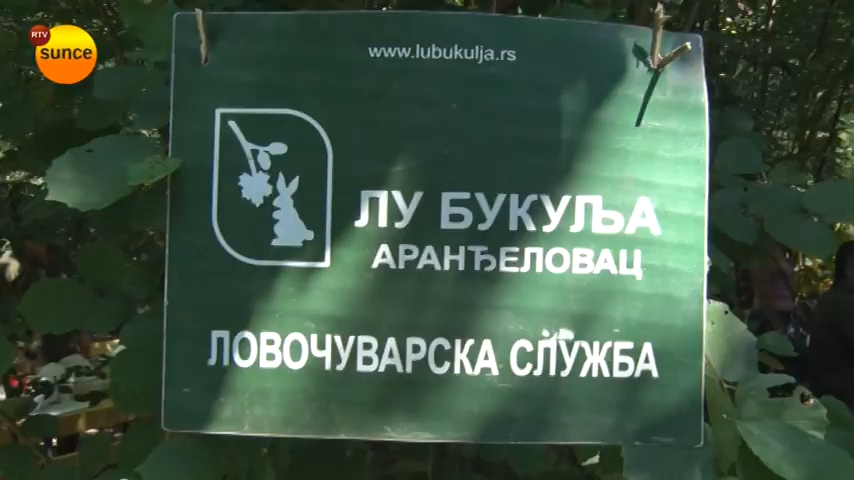 RTV
sunce
www.lubukulja.rs
ЛУ БУКУЉА
АРАНЂЕЛОВАЦ
ЛОВОЧУВАРСКА СЛУЖБА